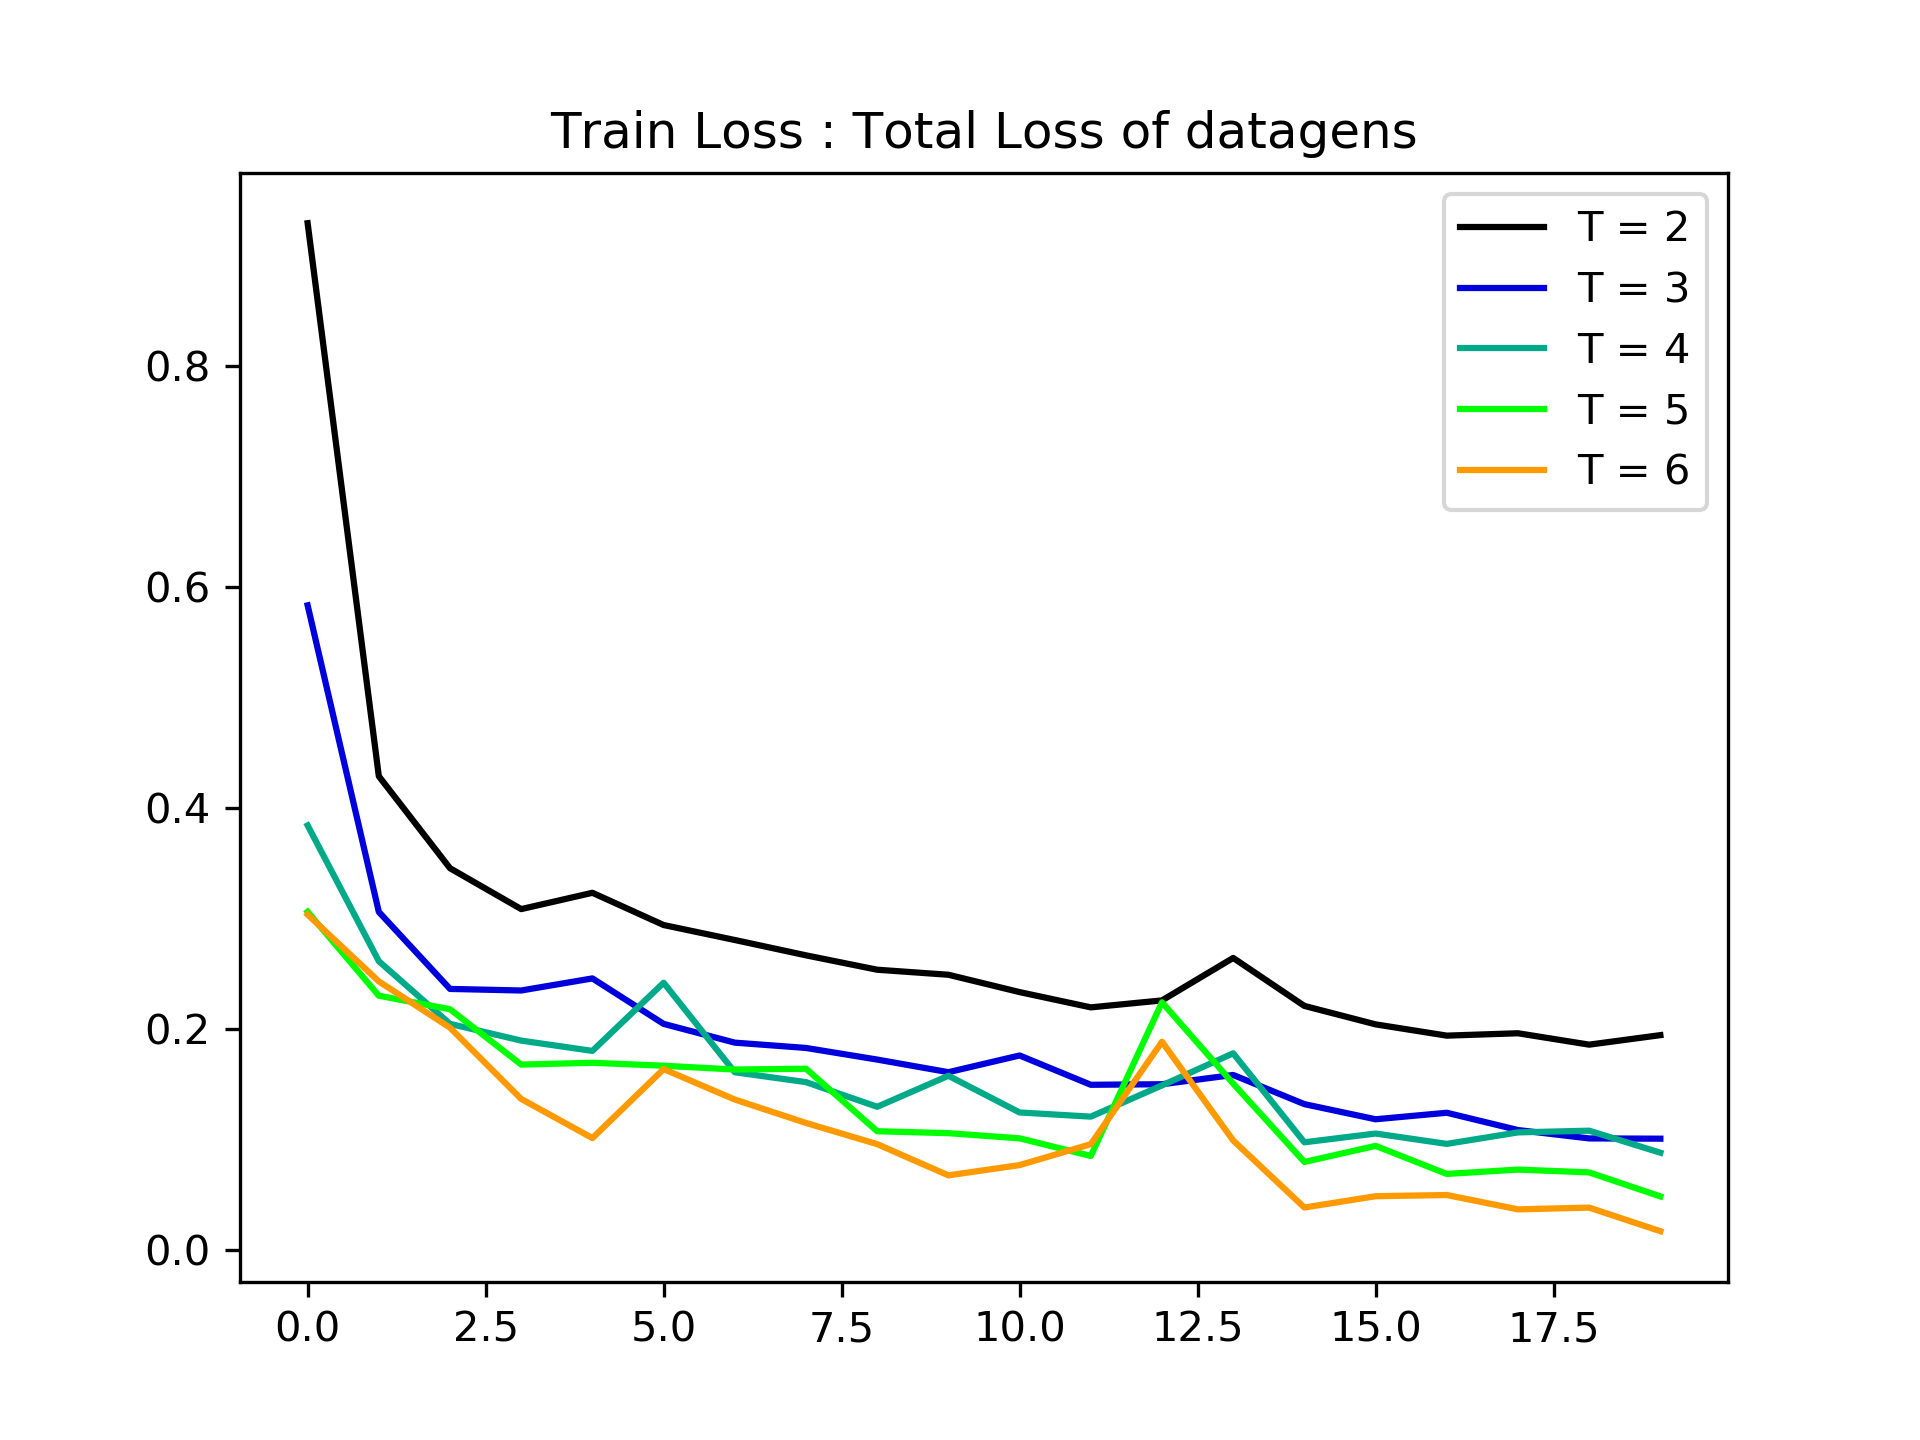 Train Loss : Total Loss of datagens
T = 2
T = 3
T = 4
T = 5
T = 6
0.8
0.6
0.4
0.2
0.0
0.0 2.5 5.0 7.5 10.0 12.5 15.0 17.5